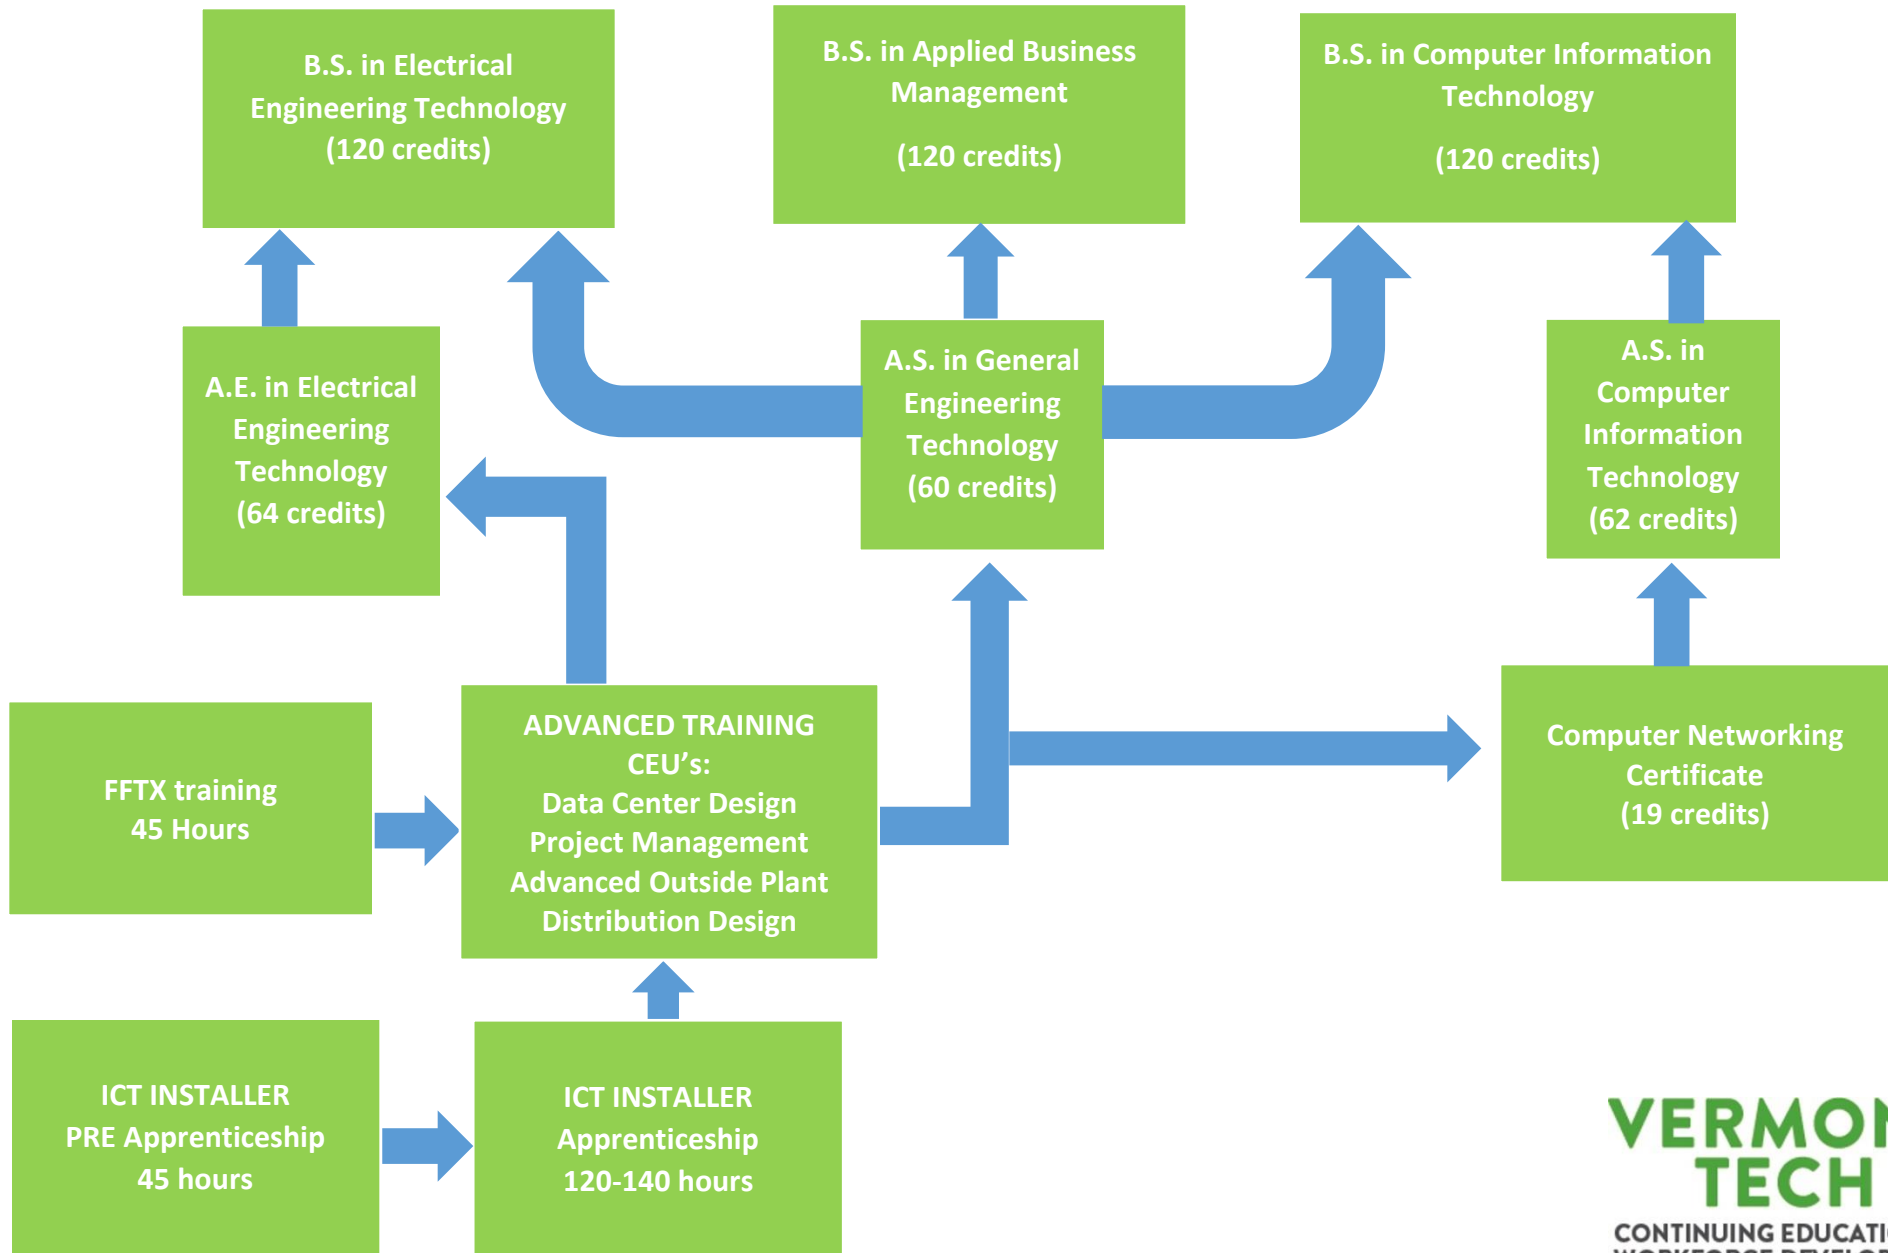 B.S. in Electrical
Engineering Technology
(120 credits)
B.S. in Applied Business
Management
(120 credits)
B.S. in Computer Information
Technology
(120 credits)
A.E. in Electrical
Engineering
Technology
(64 credits)
A.S. in General
Engineering
Technology
(60 credits)
A.S. in
Computer
Information
Technology
(62 credits)
FFTX training
45 Hours
ADVANCED TRAINING
CEU’s:
Data Center Design
Project Management
Advanced Outside Plant
Distribution Design
Computer Networking
Certificate
(19 credits)
ICT INSTALLER
PRE Apprenticeship
45 hours
ICT INSTALLER
Apprenticeship
120-140 hours
VERMON
TECH
CONTINUING EDUCATIO